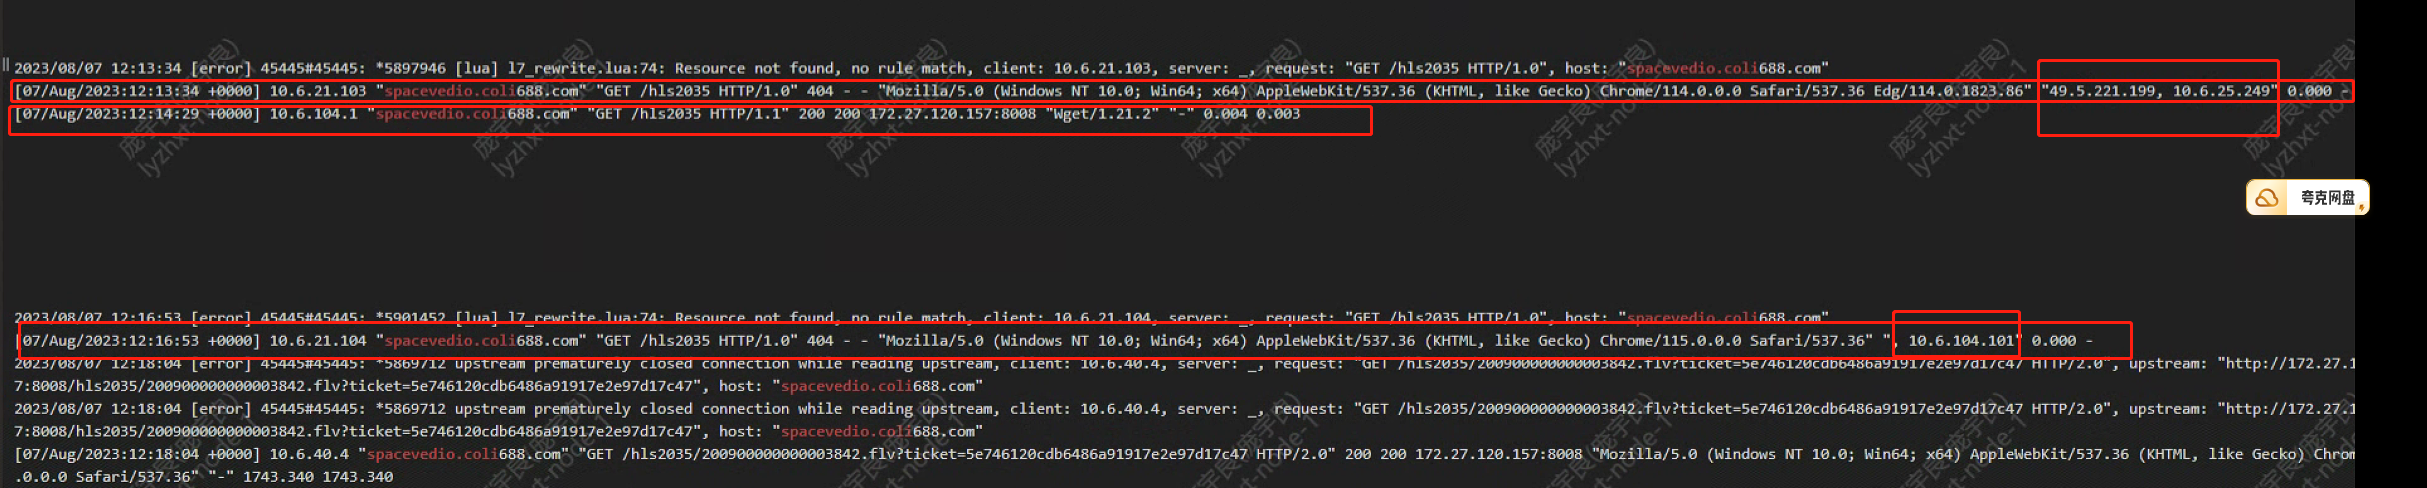 2023/08/07 12:13:34 [error] 45445#45445: *5897946 [lua] l7_rewrite.lua:74: Resource not found, no rule match, client: 10.6.21.103, server: _, request: "GET /hls2035 HTTP/1.0", host: "spacevedio.coli688.com"
[07/Aug/2023:12:13:34 +0000] 10.6.21.103 "spacevedio.coli688.com" "GET /hls2035 HTTP/1.0" 404 - - "Mozilla/5.0 (Windows NT 10.0; Win64; x64) AppleWebKit/537.36 (KHTML, like Gecko) Chrome/114.0.0.0 Safari/537.36 Edg/114.0.1823.86" "49.5.221.199, 10.6.25.249" 0.000 -
[07/Aug/2023:12:14:29 +0000] 10.6.104.1 "spacevedio.coli688.com" "GET /hls2035 HTTP/1.1" 200 200 172.27.120.157:8008 "Wget/1.21.2" "-" 0.004 0.003
夸克网盘
2023/08/07 12:16:53 [error] 45445#45445: *5901452 [lua] l7_rewrite.lua:74: Resource not found, no rule match, client: 10.6.21.104, server: _, request: "GET /hls2035 HTTP/1.0", host: "spacevedio.coli688.com"
[07/Aug/2023:12:16:53 +0000] 10.6.21.104 "spacevedio.coli688.com" "GET /hls2035 HTTP/1.0" 404 - - "Mozilla/5.0 (Windows NT 10.0; Win64; x64) AppleWebKit/537.36 (KHTML, like Gecko) Chrome/115.0.0.0 Safari/537.36" ", 10.6.104.101" 0.000 -
2023/08/07 12:18:04 [error] 45445#45445: *5869712 upstream prematurely closed connection while reading upstream, client: 10.6.40.4, server: _, request: "GET /hls2035/200900000000003842.flv?ticket=5e746120cdb6486a91917e2e97d17c47 HTTP/2.0", upstream: "http://172.27.1
7:8008/hls2035/200900000000003842.flv?ticket=5e746120cdb6486a91917e2e97d17c47", host: "spacevedio.coli688.com"
2023/08/07 12:18:04 [error] 45445#45445: *5869712 upstream prematurely closed connection while reading upstream, client: 10.6.40.4, server: _, request: "GET /hls2035/200900000000003842.flv?ticket=5e746120cdb6486a91917e2e97d17c47 HTTP/2.0", upstream: "http://172.27.1
7:8008/hls2035/200900000000003842.flv?ticket=5e746120cdb6486a91917e2e97d17c47", host: "spacevedio.coli688.com"
[07/Aug/2023:12:18:04 +0000] 10.6.40.4 "spacevedio.coli688.com" "GET /hls2035/200900000000003842.flv?ticket=5e746120cdb6486a91917e2e97d17c47 HTTP/2.0" 200 200 172.27.120.157:8008 "Mozilla/5.0 (Windows NT 10.0; Win64; x64) AppleWebKit/537.36 (KHTML, like Gecko) Chrom
.0.0.0 Safari/537.36" "-" 1743.340 1743.340